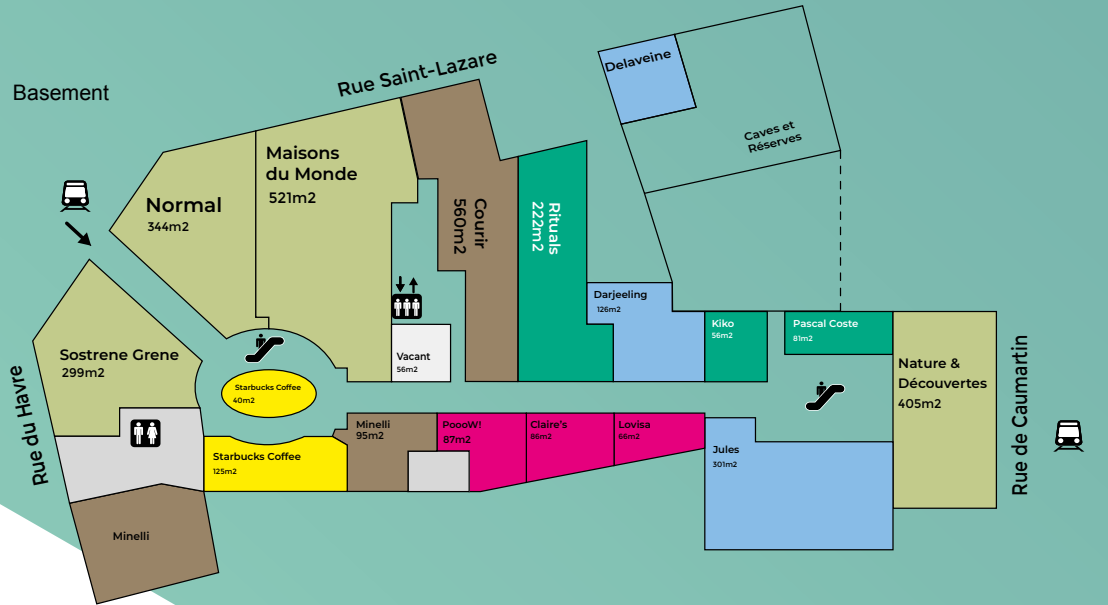 Basement
Rue Saint-Lazare
Delaveine
Caves et
Réserves
Maisons
du Monde
521m2
Normal
344m2
Courir
560m2
Rituals
222m2
Darjeeling
126m2
Kiko
56m2
Pascal Coste
81m2
Nature &
Découvertes
405m2
Rue de Caumartin
Sostrene Grene
299m2
Rue du Havre
Vacant
56m2
Starbucks Coffee
40m2
Starbucks Coffee
125m2
Minelli
95m2
PoooW!
87m2
Claire's
86m2
Lovisa
66m2
Jules
301m2
Minelli